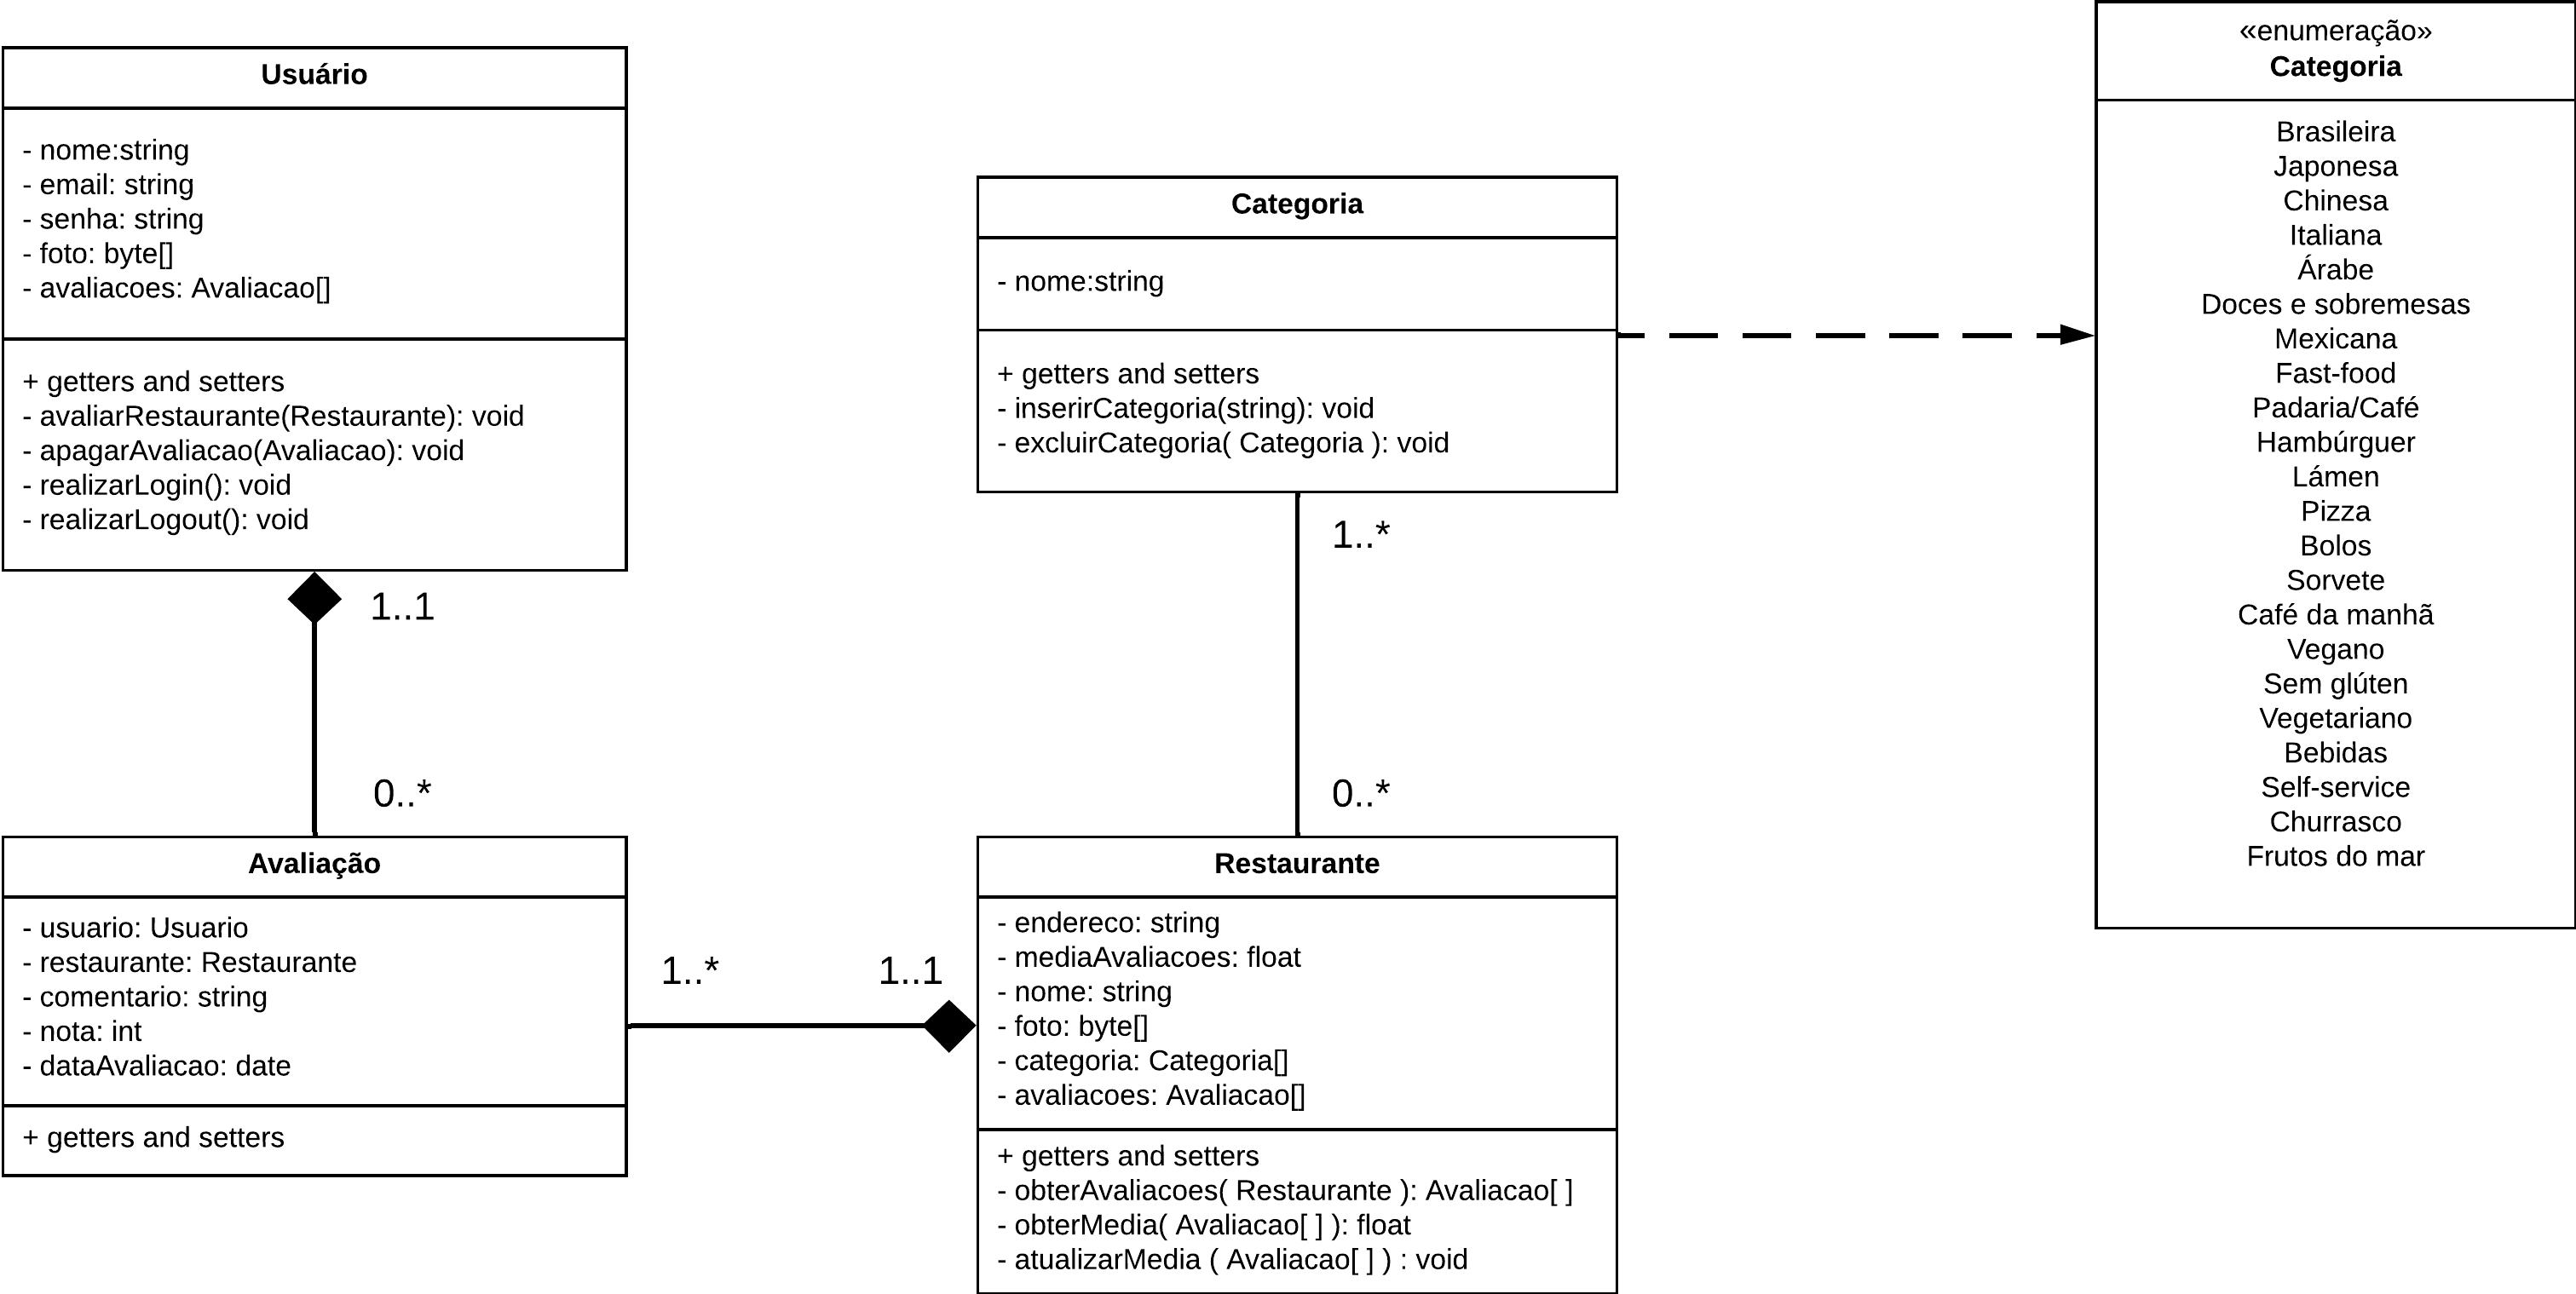 Usuário
- nome:string
- email: string
- senha: string
- foto: byte[]
- avaliacoes: Avaliacao[]
+ getters and setters
- avaliarRestaurante(Restaurante): void
- apagarAvaliacao(Avaliacao): void
- realizarLogin(): void
- realizarLogout(): void
1..1
0..*
Avaliação
- usuario: Usuario
- restaurante: Restaurante
- comentario: string
- nota: int
- dataAvaliacao: date
+ getters and setters
1..*
1..1
Categoria
- nome:string
+ getters and setters
- inserirCategoria(string): void
- excluirCategoria( Categoria ): void
1..*
0..*
Restaurante
- endereco: string
- mediaAvaliacoes: float
- nome: string
- foto: byte[]
- categoria: Categoria[]
- avaliacoes: Avaliacao[]
+ getters and setters
- obterAvaliacoes( Restaurante ): Avaliacao[ ]
- obterMedia( Avaliacao[ ] ): float
- atualizarMedia ( Avaliacao[ ] ) : void
«enumeração»
Categoria
Brasileira
Japonesa
Chinesa
Italiana
Árabe
Doces e sobremesas
Mexicana
Fast-food
Padaria/Café
Hambúrguer
Lámen
Pizza
Bolos
Sorvete
Café da manhã
Vegano
Sem glúten
Vegetariano
Bebidas
Self-service
Churrasco
Frutos do mar